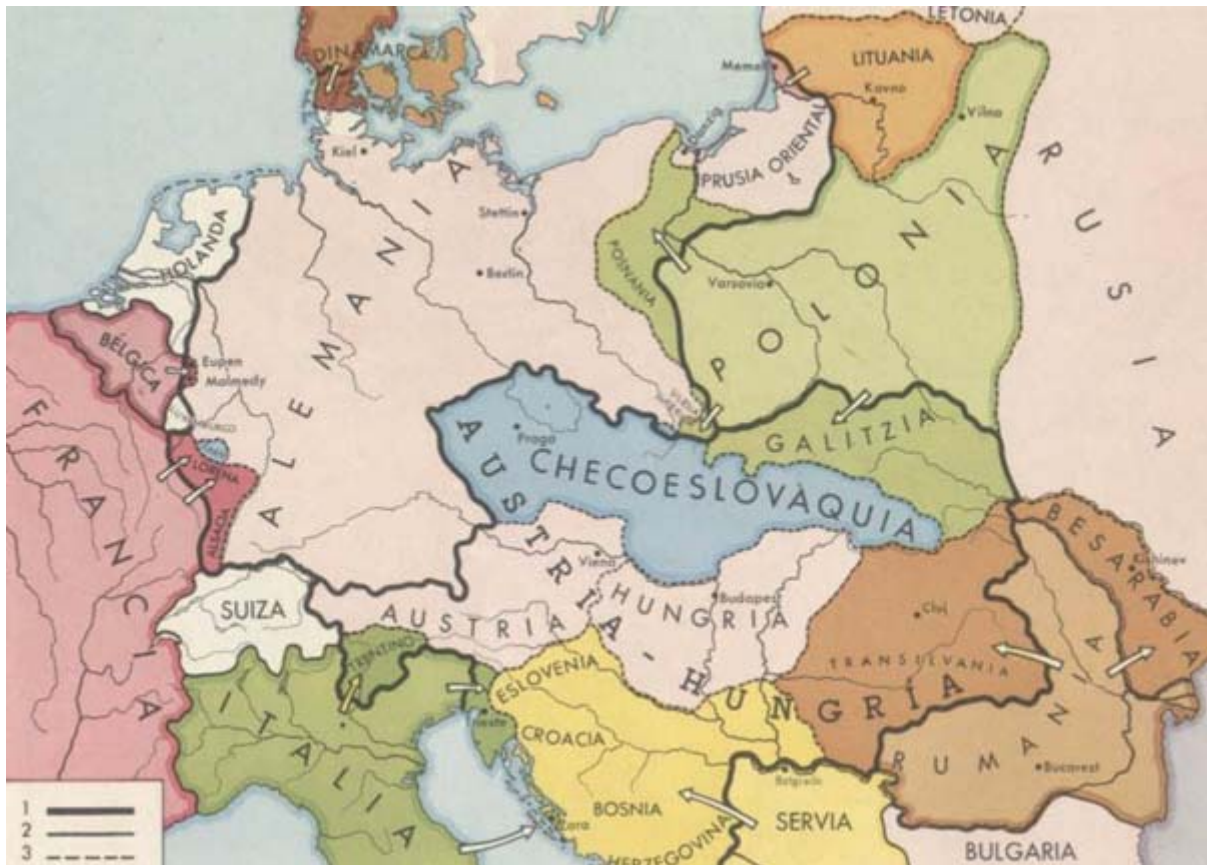 LETONIA
DINAMARCA
LITUANIA
Memel
Kovno
Vilna
Danzig
Kiel
PRUSIA ORIENTAL
RUSIA
HOLANDA
Stettin
ALEMANIA
Berlin
POSNANIA
Varsovia
POLONIA
BÉLGICA
Eupen
Malmedy
FRANCIA
LORENA
ALSACIA
Praga
CHECOESLOVAQUIA
GALITZIA
AUSTRIA-HUNGRÍA
BESARABIA
Kishinev
Viena
SUIZA
AUSTRIA
HUNGRIA
Budapest
Cluj
TRANSILVANIA
TRENTINO
ESLOVENIA
ITALIA
Trieste
CROACIA
RUMANIA
Bucarest
Belgrado
BOSNIA
Zara
HERZEGOVINA
SERVIA
BULGARIA
1
2
3